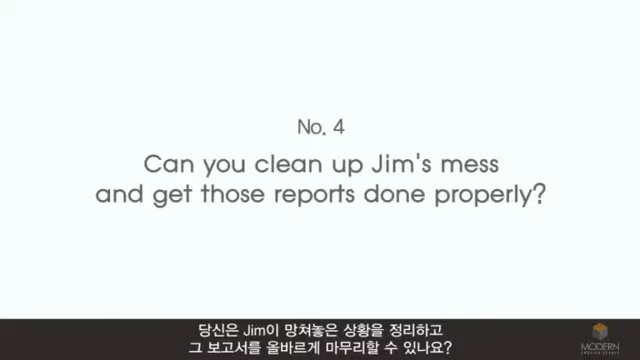 No. 4
Can you clean up Jim's mess
and get those reports done properly?
당신은 Jim이 망쳐놓은 상황을 정리하고
그 보고서를 올바르게 마무리할 수 있나요?
MODERN